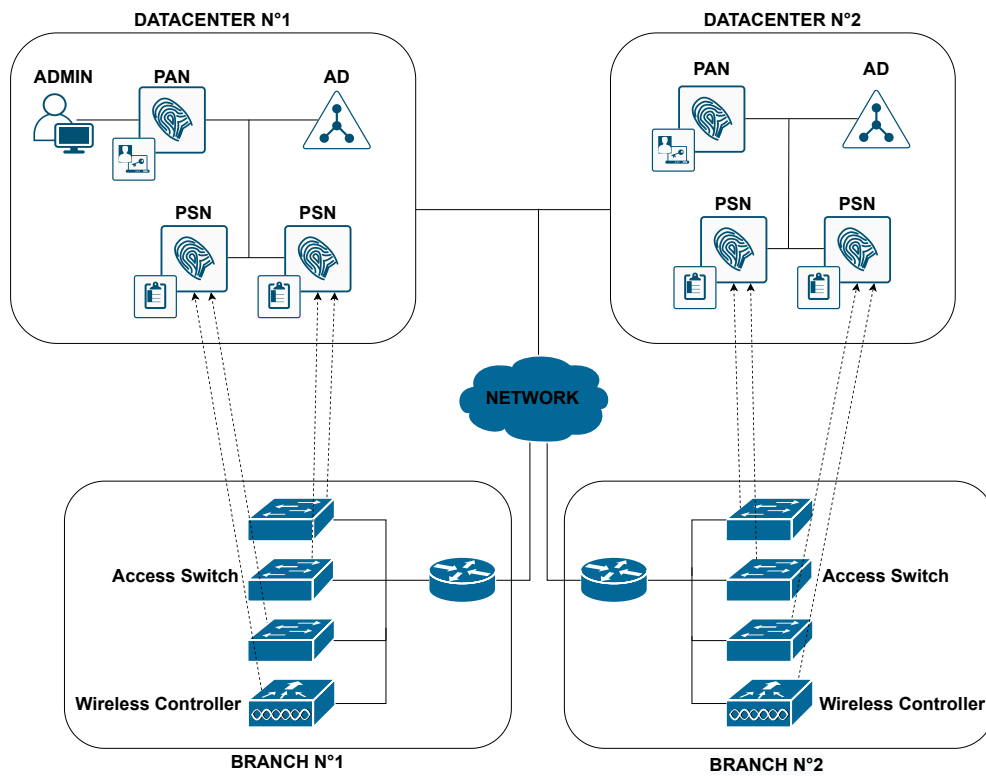 DATACENTER N°1
DATACENTER N°2
ADMIN
PAN
AD
PAN
AD
PSN
PSN
PSN
PSN
NETWORK
Access Switch
Access Switch
Wireless Controller
Wireless Controller
BRANCH N°1
BRANCH N°2